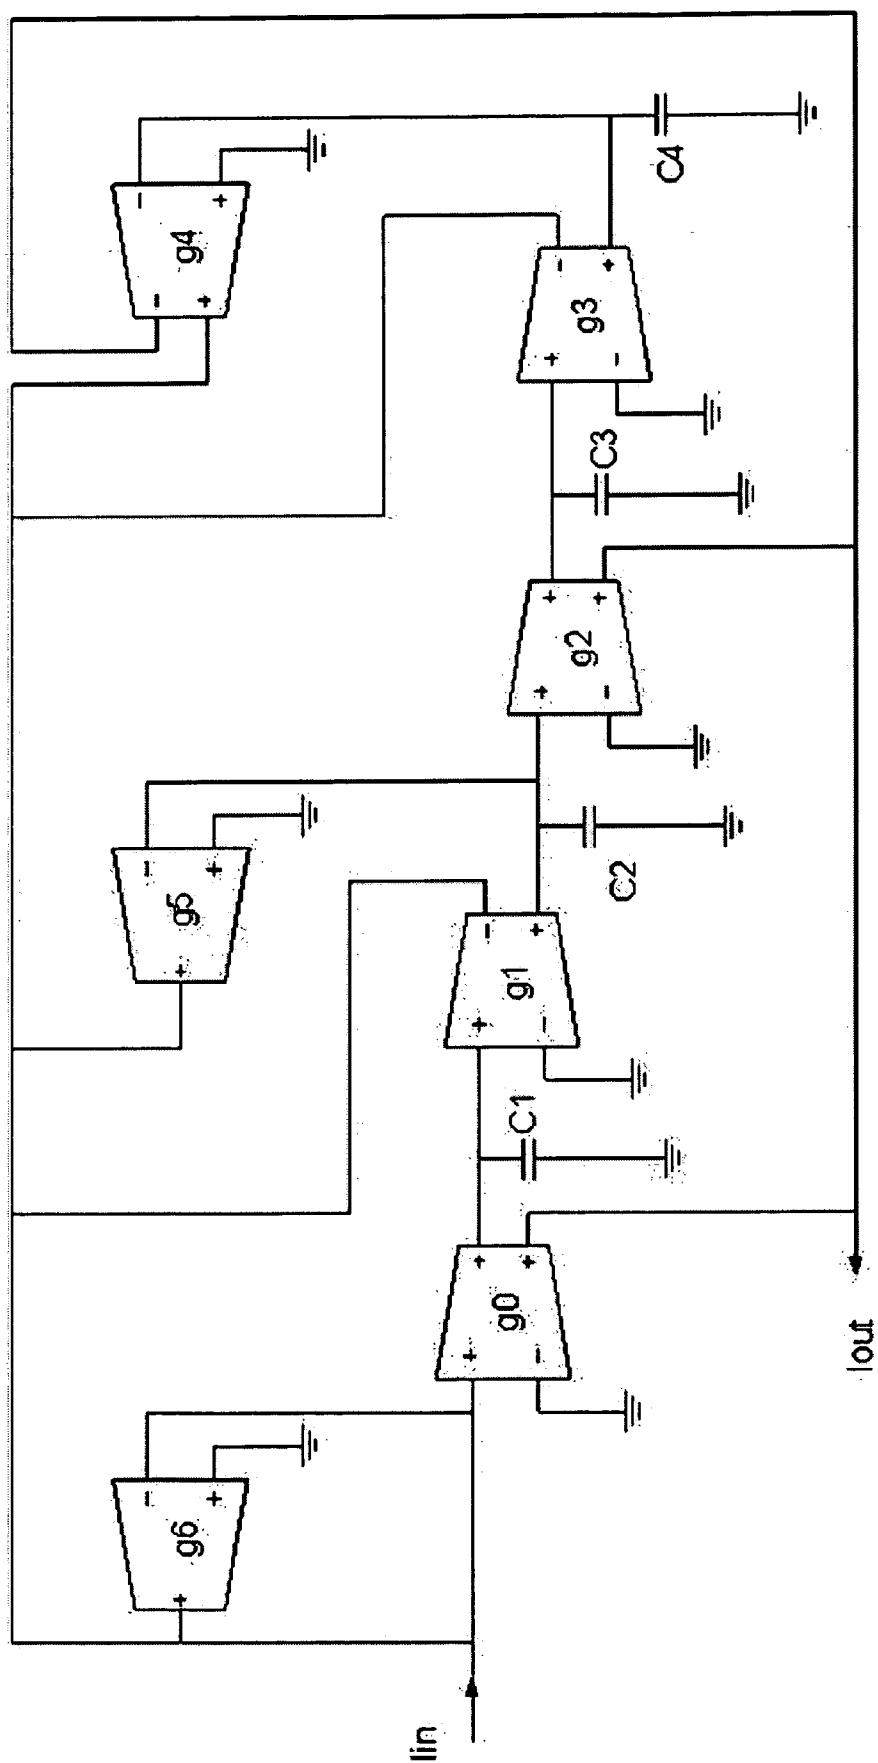 g4
- +
- +
C4
g3
- +
+ -
C3
g2
+ +
+ -
g5
- +
+
C2
g1
- +
+ -
C1
g0
+ +
+ -
g6
- +
+
Iout
Iin